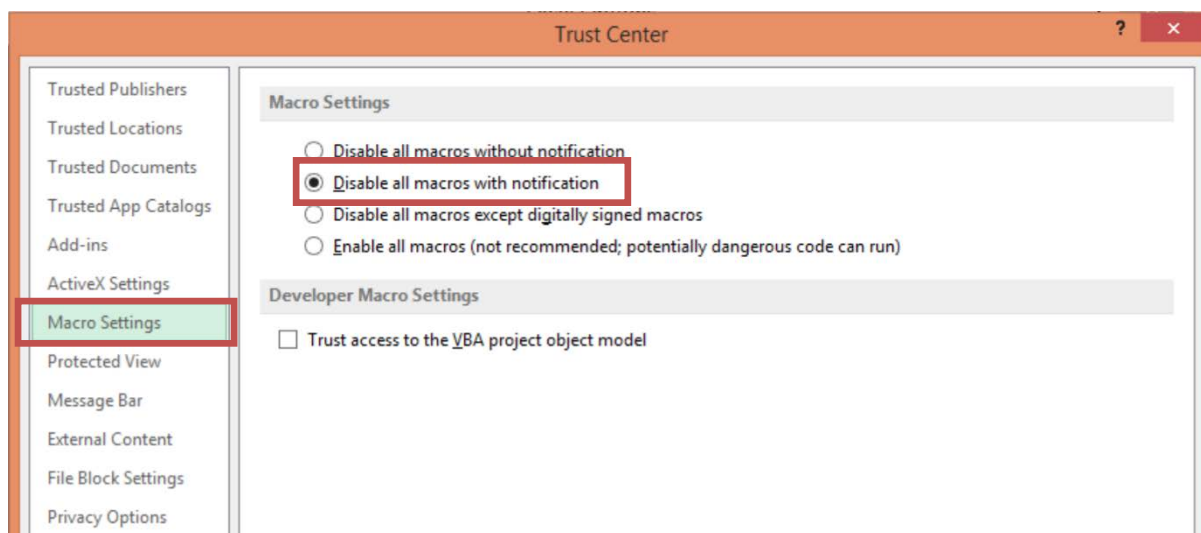 Trust Center
?
Trusted Publishers
Trusted Locations
Trusted Documents
Trusted App Catalogs
Add-ins
ActiveX Settings
Macro Settings
Protected View
Message Bar
External Content
File Block Settings
Privacy Options
Macro Settings
Disable all macros without notification
Disable all macros with notification
Disable all macros except digitally signed macros
Enable all macros (not recommended; potentially dangerous code can run)
Developer Macro Settings
Trust access to the VBA project object model